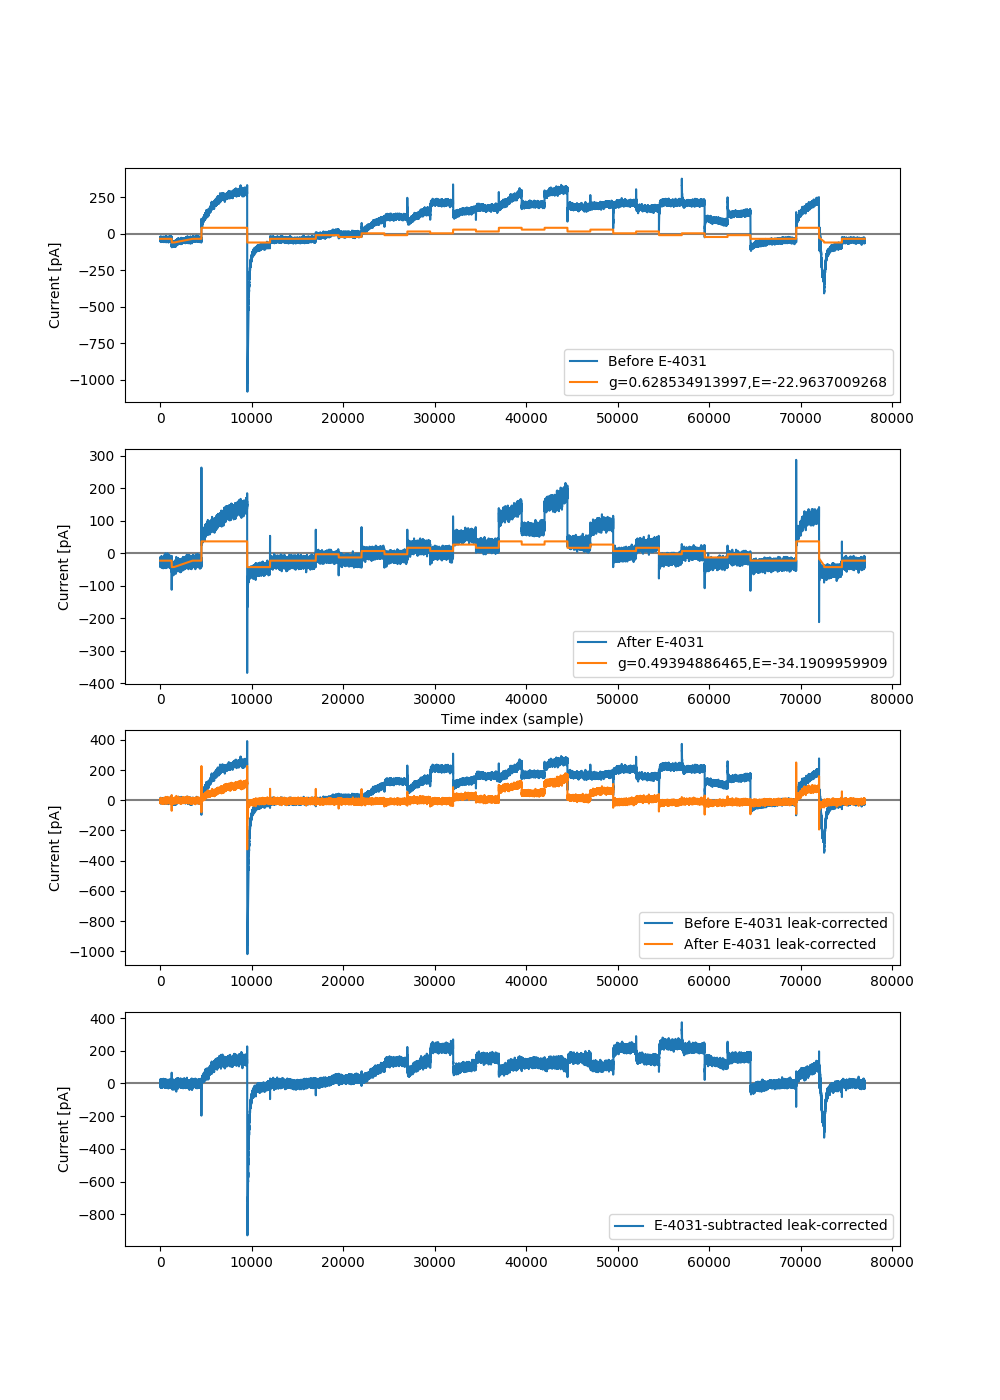 250
0
−250
−500
−750
−1000
Current [pA]
Before E-4031
g=0.628534913997,E=-22.9637009268
0 10000 20000 30000 40000 50000 60000 70000 80000
300
200
100
0
−100
−200
−300
−400
Current [pA]
After E-4031
g=0.49394886465,E=-34.1909959909
0 10000 20000 30000 40000 50000 60000 70000 80000
Time index (sample)
400
200
0
−200
−400
−600
−800
−1000
Current [pA]
Before E-4031 leak-corrected
After E-4031 leak-corrected
0 10000 20000 30000 40000 50000 60000 70000 80000
400
200
0
−200
−400
−600
−800
Current [pA]
E-4031-subtracted leak-corrected
0 10000 20000 30000 40000 50000 60000 70000 80000